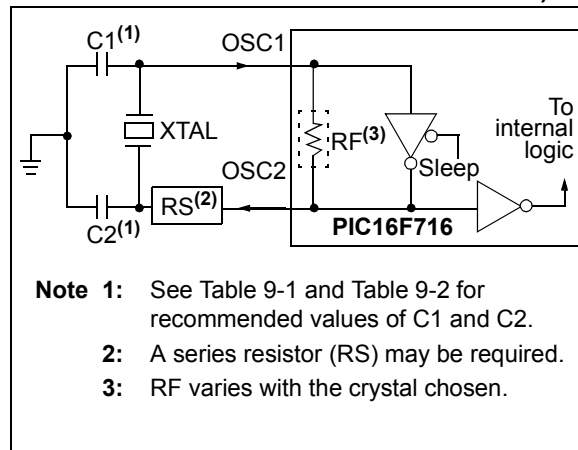 C1(1)
OSC1
XTAL
RF(3)
To
internal
logic
OSC2
Sleep
RS(2)
C2(1)
PIC16F716
Note 1: See Table 9-1 and Table 9-2 for
recommended values of C1 and C2.
2: A series resistor (RS) may be required.
3: RF varies with the crystal chosen.